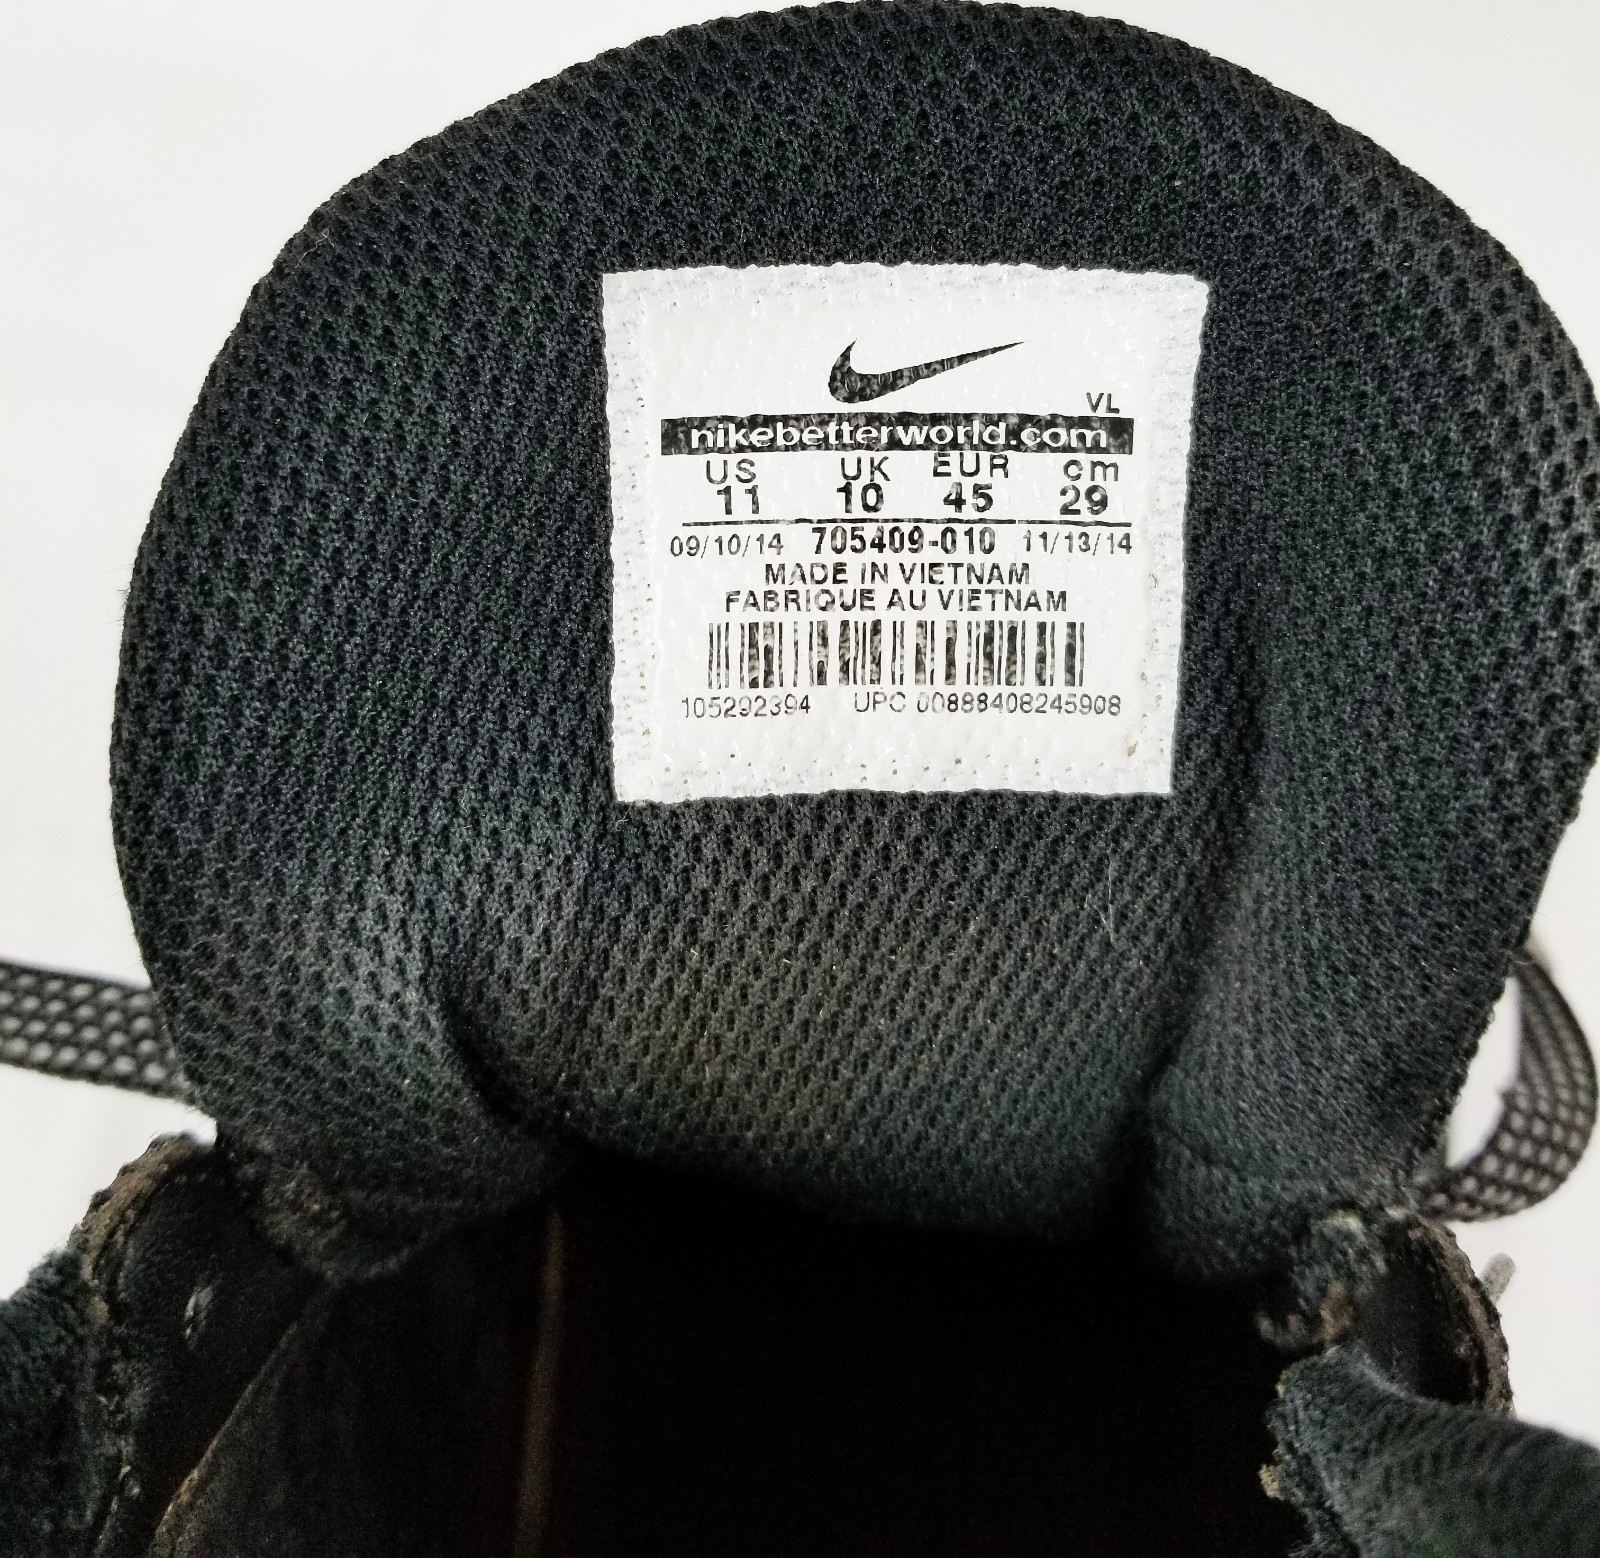 VL
nikebetterworld.com
US UK EUR cm
11 10 45 29
09/10/14 705409-010 11/13/14
MADE IN VIETNAM
FABRIQUE AU VIETNAM
105292394 UPC 00888408245908